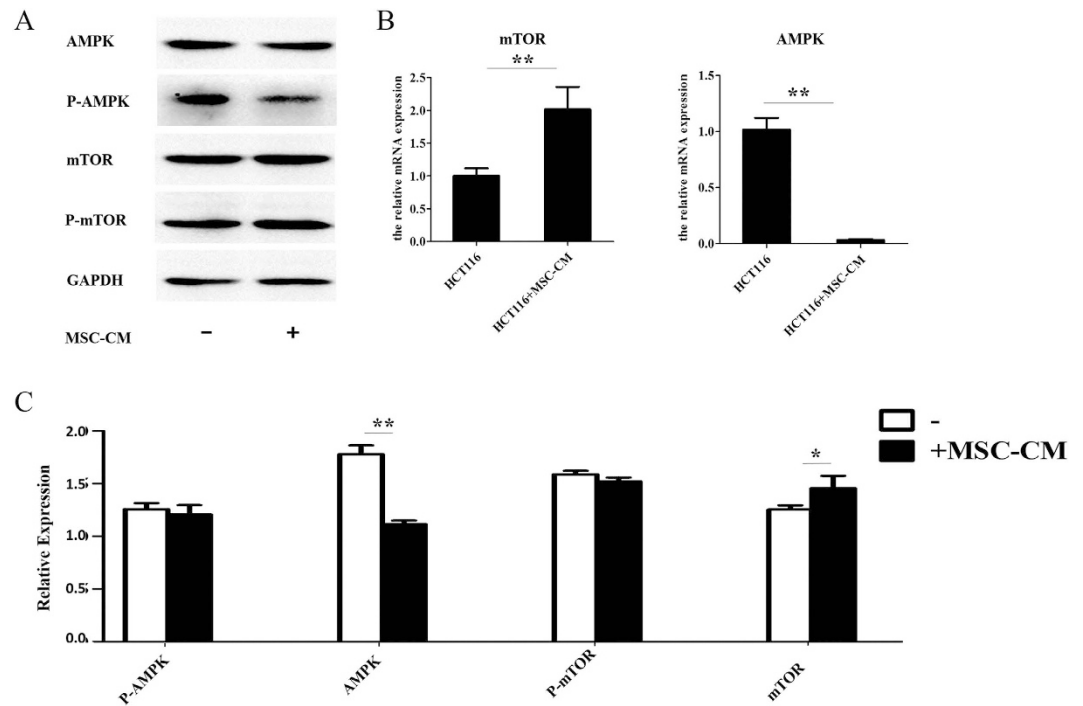 A
AMPK
P-AMPK
mTOR
P-mTOR
GAPDH
MSC-CM - +
B
mTOR
**
the relative mRNA expression
2.5
2.0
1.5
1.0
0.5
0.0
HCT116
HCT116+MSC-CM
AMPK
**
the relative mRNA expression
1.5
1.0
0.5
0.0
HCT116
HCT116+MSC-CM
C
-
+MSC-CM
Relative Expression
2.0
1.5
1.0
0.5
0.0
**
*
P-AMPK
AMPK
P-mTOR
mTOR